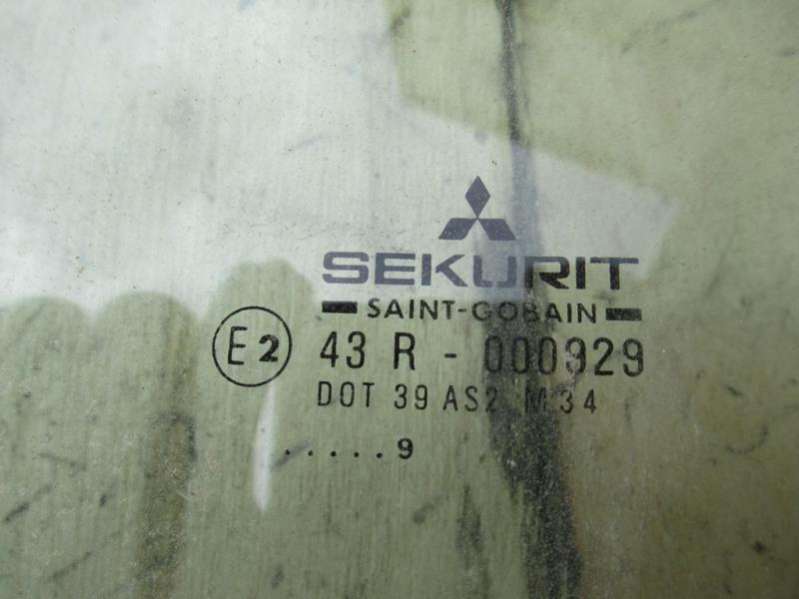 SEKURIT
SAINT-GOBAIN
E2 43 R - 000929
DOT 39 AS2 M34
.....9